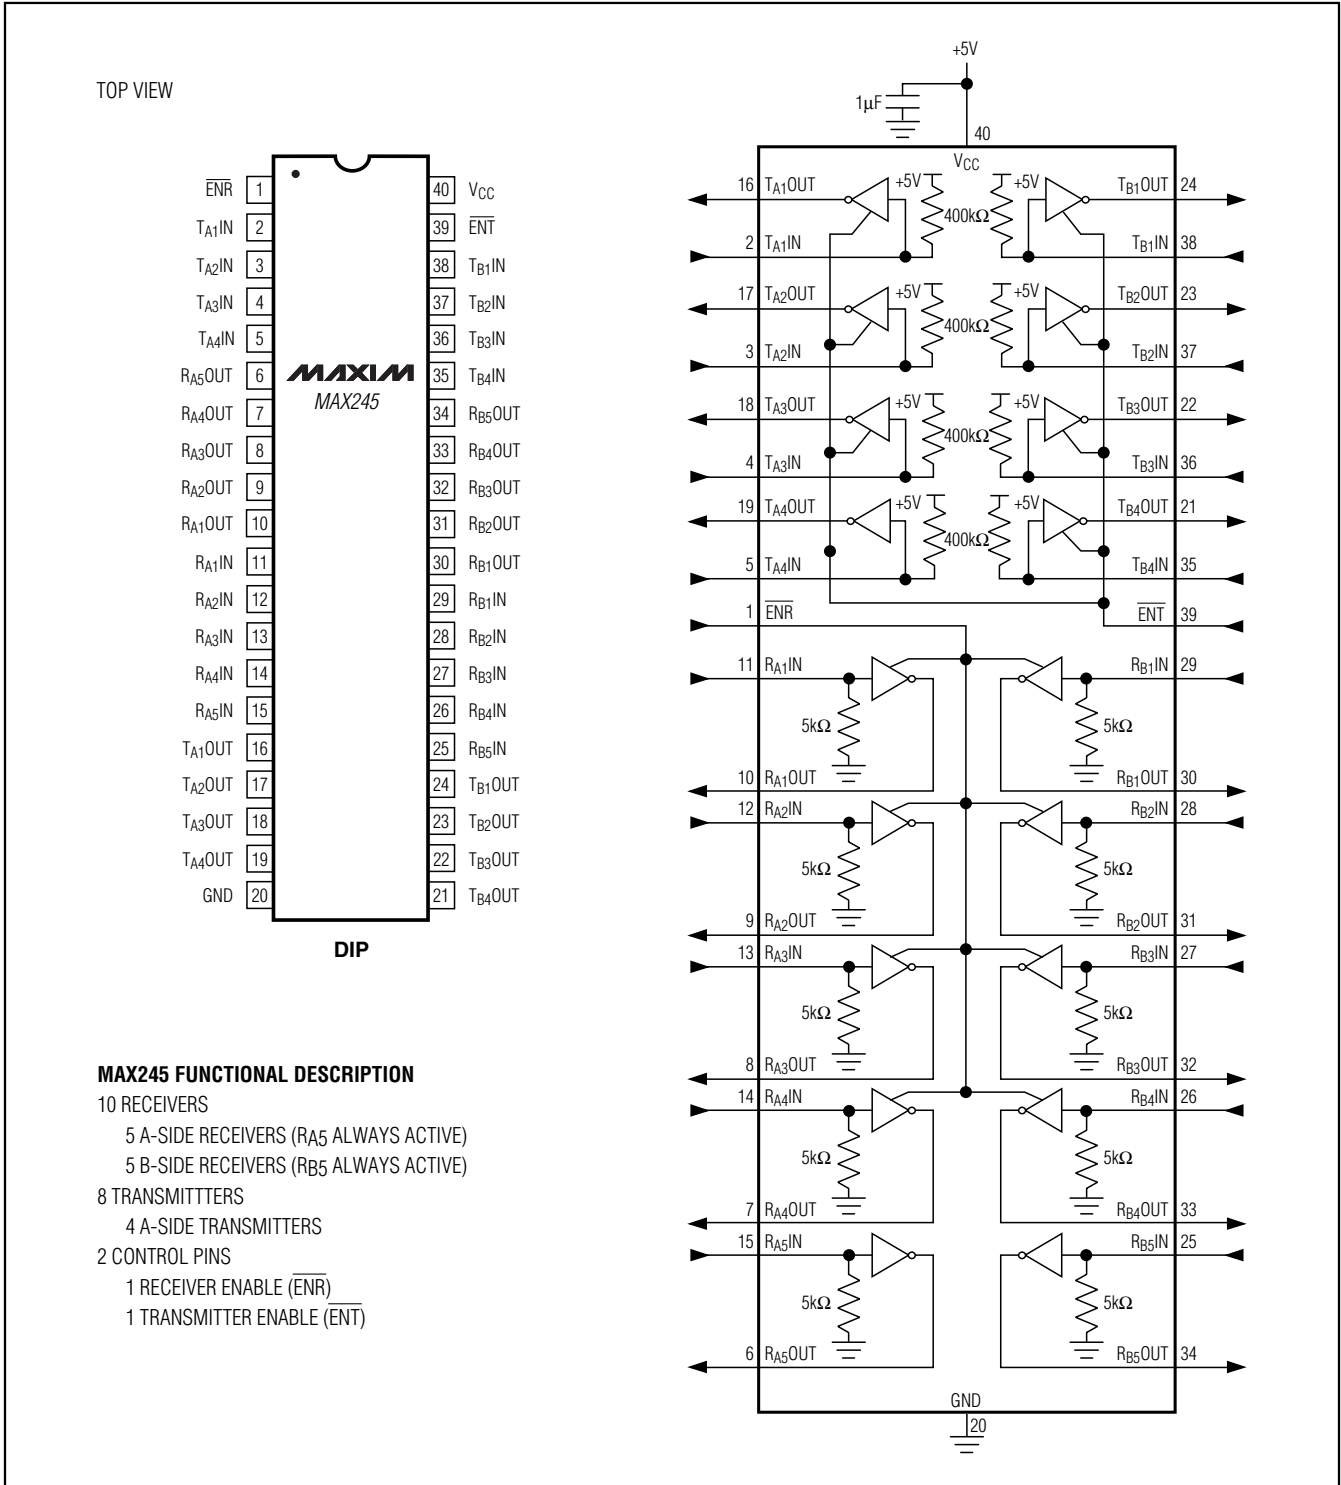 TOP VIEW
E̅N̅R̅ 1
TA1IN 2
TA2IN 3
TA3IN 4
TA4IN 5
RA5OUT 6
RA4OUT 7
RA3OUT 8
RA2OUT 9
RA1OUT 10
RA1IN 11
RA2IN 12
RA3IN 13
RA4IN 14
RA5IN 15
TA1OUT 16
TA2OUT 17
TA3OUT 18
TA4OUT 19
GND 20
MAXIM
MAX245
40 VCC
39 E̅N̅T̅
38 TB1IN
37 TB2IN
36 TB3IN
35 TB4IN
34 RB5OUT
33 RB4OUT
32 RB3OUT
31 RB2OUT
30 RB1OUT
29 RB1IN
28 RB2IN
27 RB3IN
26 RB4IN
25 RB5IN
24 TB1OUT
23 TB2OUT
22 TB3OUT
21 TB4OUT
DIP
MAX245 FUNCTIONAL DESCRIPTION
10 RECEIVERS
5 A-SIDE RECEIVERS (RA5 ALWAYS ACTIVE)
5 B-SIDE RECEIVERS (RB5 ALWAYS ACTIVE)
8 TRANSMITTTERS
4 A-SIDE TRANSMITTERS
2 CONTROL PINS
1 RECEIVER ENABLE (E̅N̅R̅)
1 TRANSMITTER ENABLE (E̅N̅T̅)
+5V
1µF
40
VCC
16 TA1OUT +5V +5V TB1OUT 24
400kΩ
2 TA1IN TB1IN 38
17 TA2OUT +5V +5V TB2OUT 23
400kΩ
3 TA2IN TB2IN 37
18 TA3OUT +5V +5V TB3OUT 22
400kΩ
4 TA3IN TB3IN 36
19 TA4OUT +5V +5V TB4OUT 21
400kΩ
5 TA4IN TB4IN 35
1 E̅N̅R̅ E̅N̅T̅ 39
11 RA1IN RB1IN 29
5kΩ 5kΩ
10 RA1OUT RB1OUT 30
12 RA2IN RB2IN 28
5kΩ 5kΩ
9 RA2OUT RB2OUT 31
13 RA3IN RB3IN 27
5kΩ 5kΩ
8 RA3OUT RB3OUT 32
14 RA4IN RB4IN 26
5kΩ 5kΩ
7 RA4OUT RB4OUT 33
15 RA5IN RB5IN 25
5kΩ 5kΩ
6 RA5OUT RB5OUT 34
GND
20